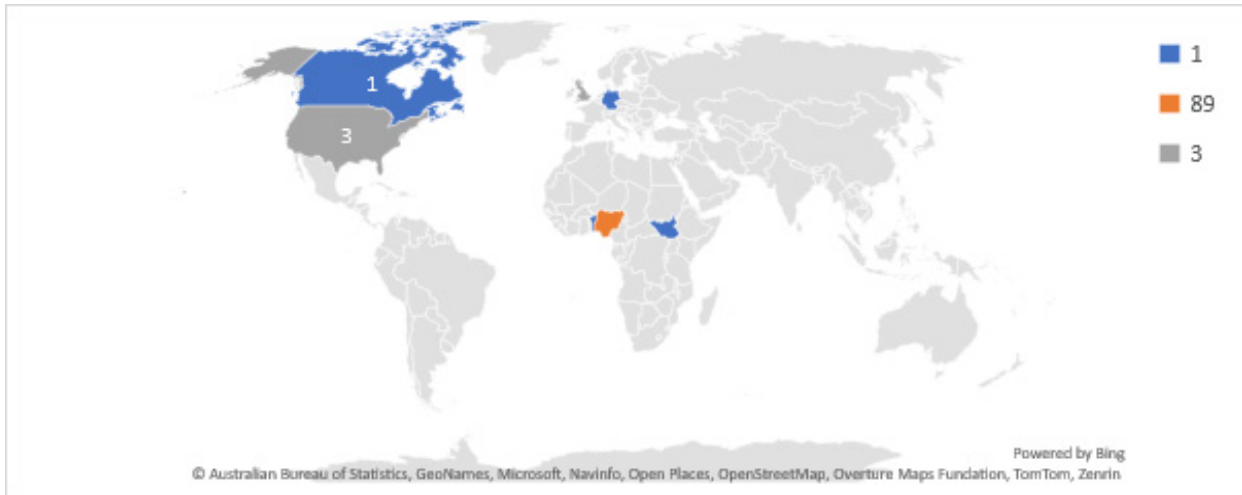 1
3
1
89
3
Powered by Bing
© Australian Bureau of Statistics, GeoNames, Microsoft, Navinfo, Open Places, OpenStreetMap, Overture Maps Fundation, TomTom, Zenrin